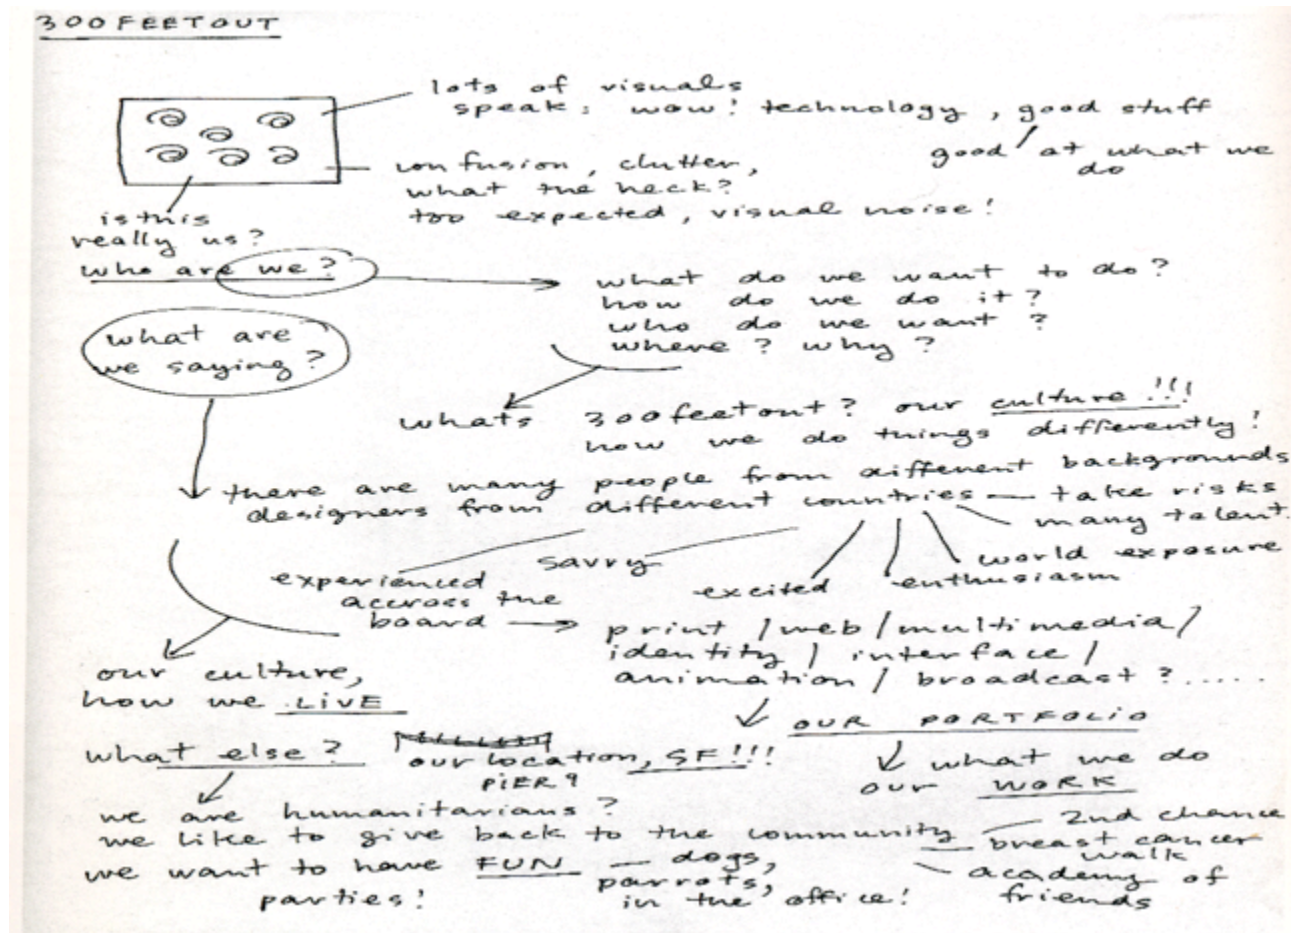 300FEETOUT
lots of visuals
speak: wow! technology, good stuff
good at what we
do
confusion, clutter,
what the heck?
too expected, visual noise!
is this
really us?
who are we?
what do we want to do?
how do we do it?
who do we want?
where? why?
what are
we saying?
whats 300feetout? our culture!!!
how we do things differently!
there are many people from different backgrounds
designers from different countries — take risks
many talent
world exposure
enthusiasm
excited
savvy
experienced
accross the
board → print / web / multimedia /
identity / interface /
animation / broadcast ? ......
our culture,
how we LIVE
OUR PORTFOLIO
what we do
our WORK
what else?
our location, SF!!!
PIER 9
we are humanitarians?
we like to give back to the community — 2nd chance
breast cancer
walk
academy of
friends
we want to have FUN — dogs,
parrots,
in the office!
parties!